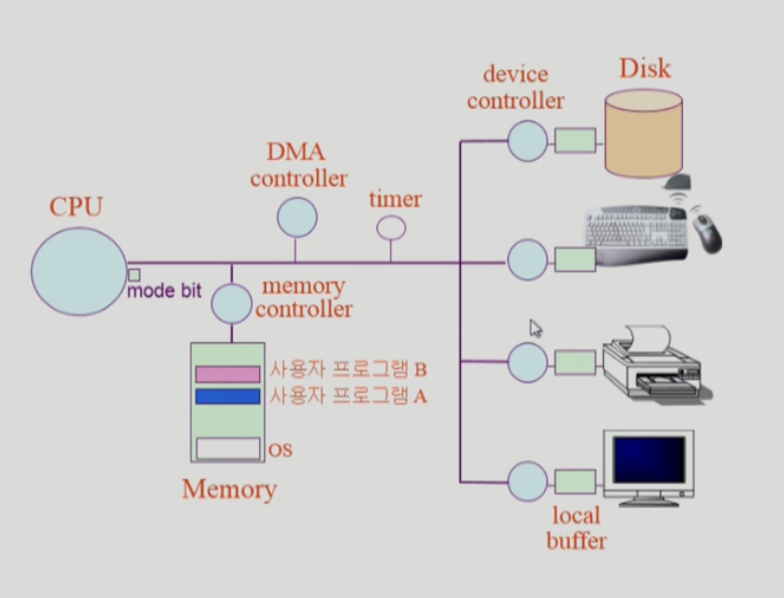 device
controller
Disk
DMA
controller
timer
CPU
mode bit
memory
controller
사용자 프로그램 B
사용자 프로그램 A
OS
Memory
local
buffer